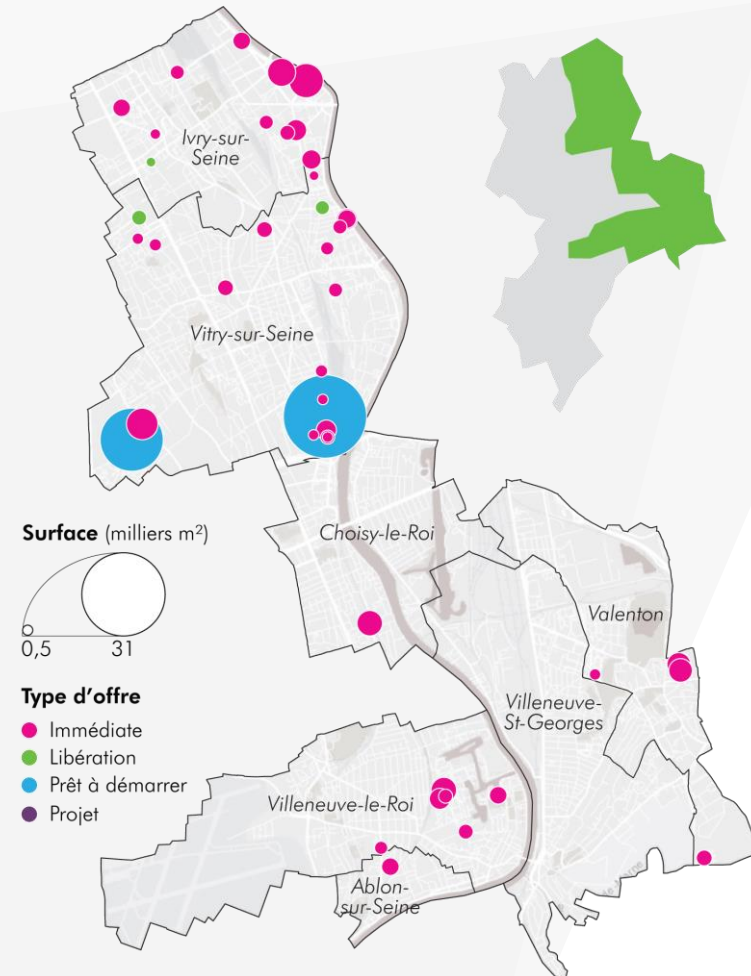 Ivry-sur-
Seine
Vitry-sur-Seine
Choisy-le-Roi
Surface (milliers m²)
0,5 31
Valenton
Villeneuve-
St-Georges
Type d'offre
Immédiate
Libération
Prêt à démarrer
Projet
Villeneuve-le-Roi
Ablon-
sur-Seine